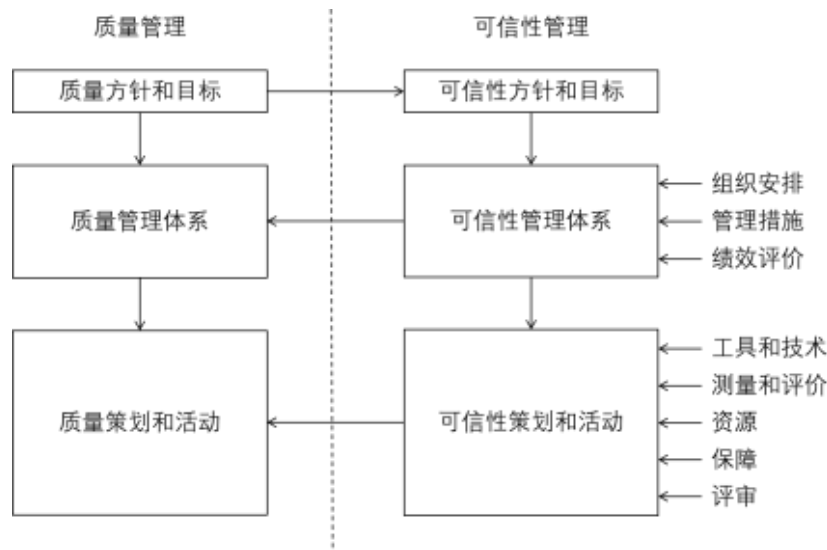 质量管理
可信性管理
质量方针和目标
可信性方针和目标
质量管理体系
可信性管理体系
组织安排
管理措施
绩效评价
质量策划和活动
可信性策划和活动
工具和技术
测量和评价
资源
保障
评审